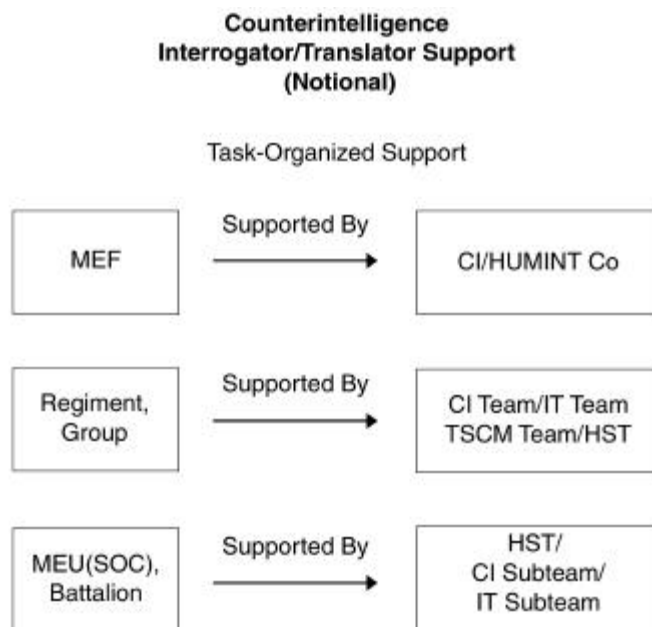 Counterintelligence
Interrogator/Translator Support
(Notional)
Task-Organized Support
MEF
Supported By
CI/HUMINT Co
Regiment,
Group
Supported By
CI Team/IT Team
TSCM Team/HST
MEU(SOC),
Battalion
Supported By
HST/
CI Subteam/
IT Subteam